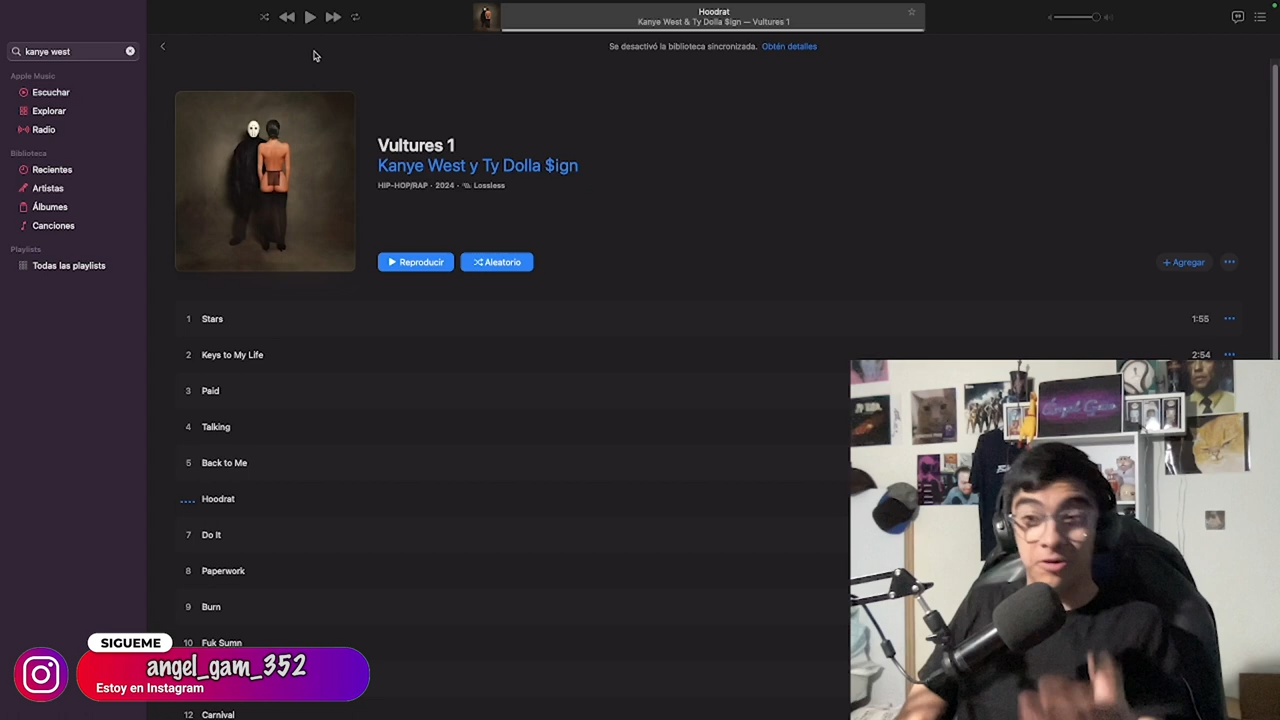 Hoodrat
Kanye West & Ty Dolla $ign — Vultures 1
kanye west
Se desactivó la biblioteca sincronizada. Obtén detalles
Apple Music
Escuchar
Explorar
Radio
Biblioteca
Recientes
Artistas
Álbumes
Canciones
Playlists
Todas las playlists
Vultures 1
Kanye West y Ty Dolla $ign
HIP-HOP/RAP · 2024 · Lossless
Reproducir
Aleatorio
+ Agregar
1 Stars 1:55
2 Keys to My Life 2:54
3 Paid
4 Talking
5 Back to Me
Hoodrat
7 Do It
8 Paperwork
9 Burn
10 Fuk Sumn
12 Carnival
SIGUEME
angel_gam_352
Estoy en Instagram
Angel Gam